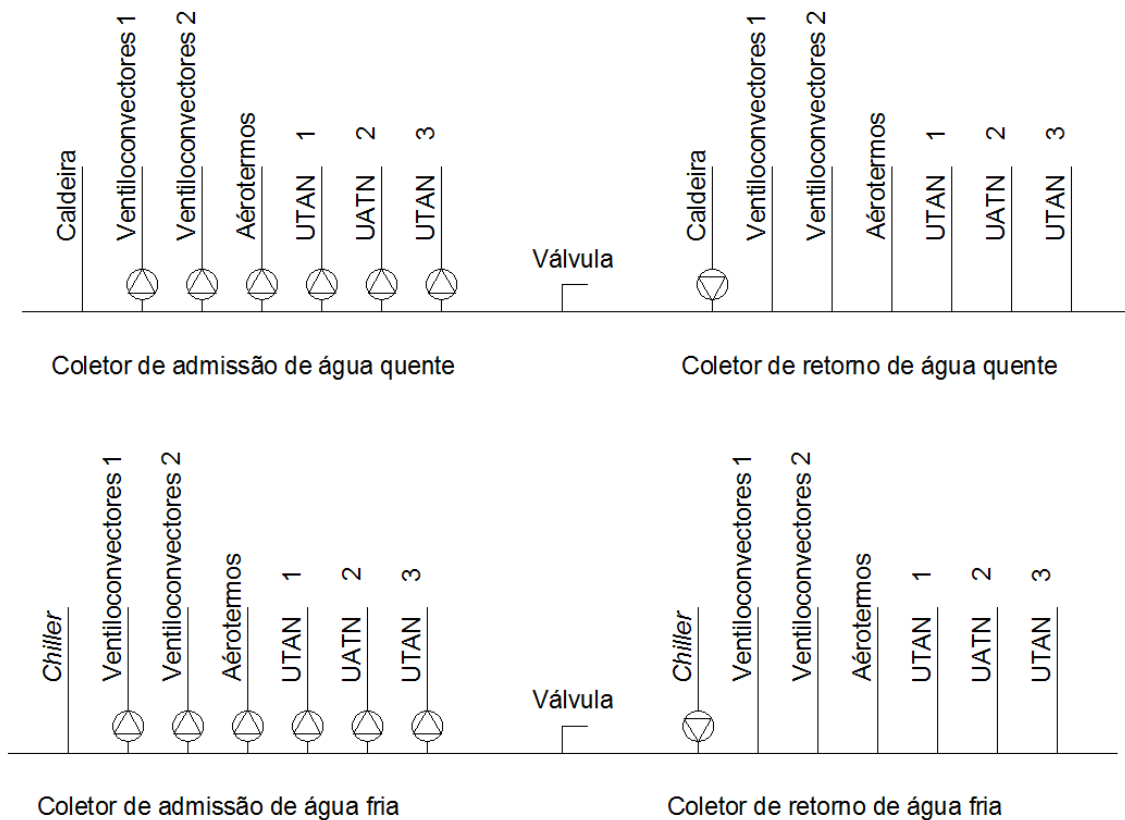 Caldeira
Ventiloconvectores 1
Ventiloconvectores 2
Aérotermos
UTAN 1
UATN 2
UTAN 3
Válvula
Caldeira
Ventiloconvectores 1
Ventiloconvectores 2
Aérotermos
UTAN 1
UATN 2
UTAN 3
Coletor de admissão de água quente
Coletor de retorno de água quente
Chiller
Ventiloconvectores 1
Ventiloconvectores 2
Aérotermos
UTAN 1
UATN 2
UTAN 3
Válvula
Chiller
Ventiloconvectores 1
Ventiloconvectores 2
Aérotermos
UTAN 1
UATN 2
UTAN 3
Coletor de admissão de água fria
Coletor de retorno de água fria